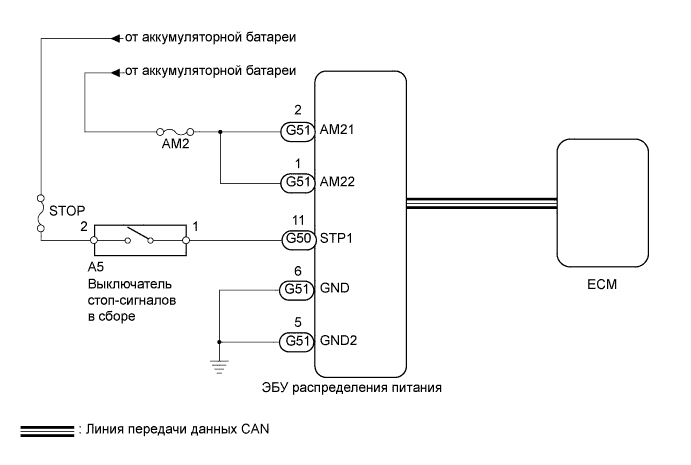 от аккумуляторной батареи
от аккумуляторной батареи
2
G51 AM21
AM2
1
G51 AM22
STOP
2 1
11
G50 STP1
A5
Выключатель
стоп-сигналов
в сборе
6
G51 GND
5
G51 GND2
ECM
ЭБУ распределения питания
: Линия передачи данных CAN